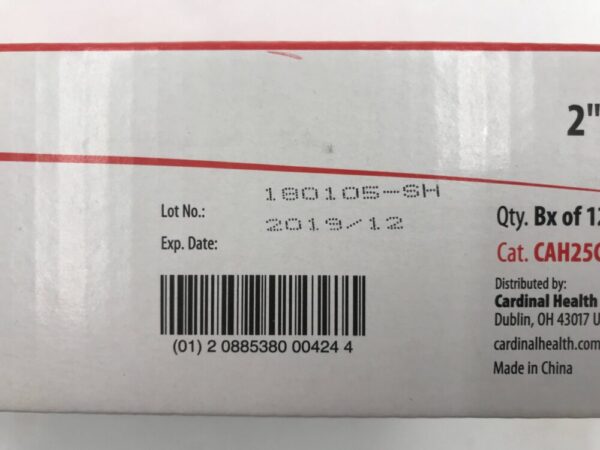 2"
180105-SH
Lot No.:
2019/12
Exp. Date:
Qty. Bx of 12
Cat. CAH25
Distributed by:
Cardinal Health
Dublin, OH 43017 U
cardinalhealth.com
Made in China
(01) 2 0885380 00424 4